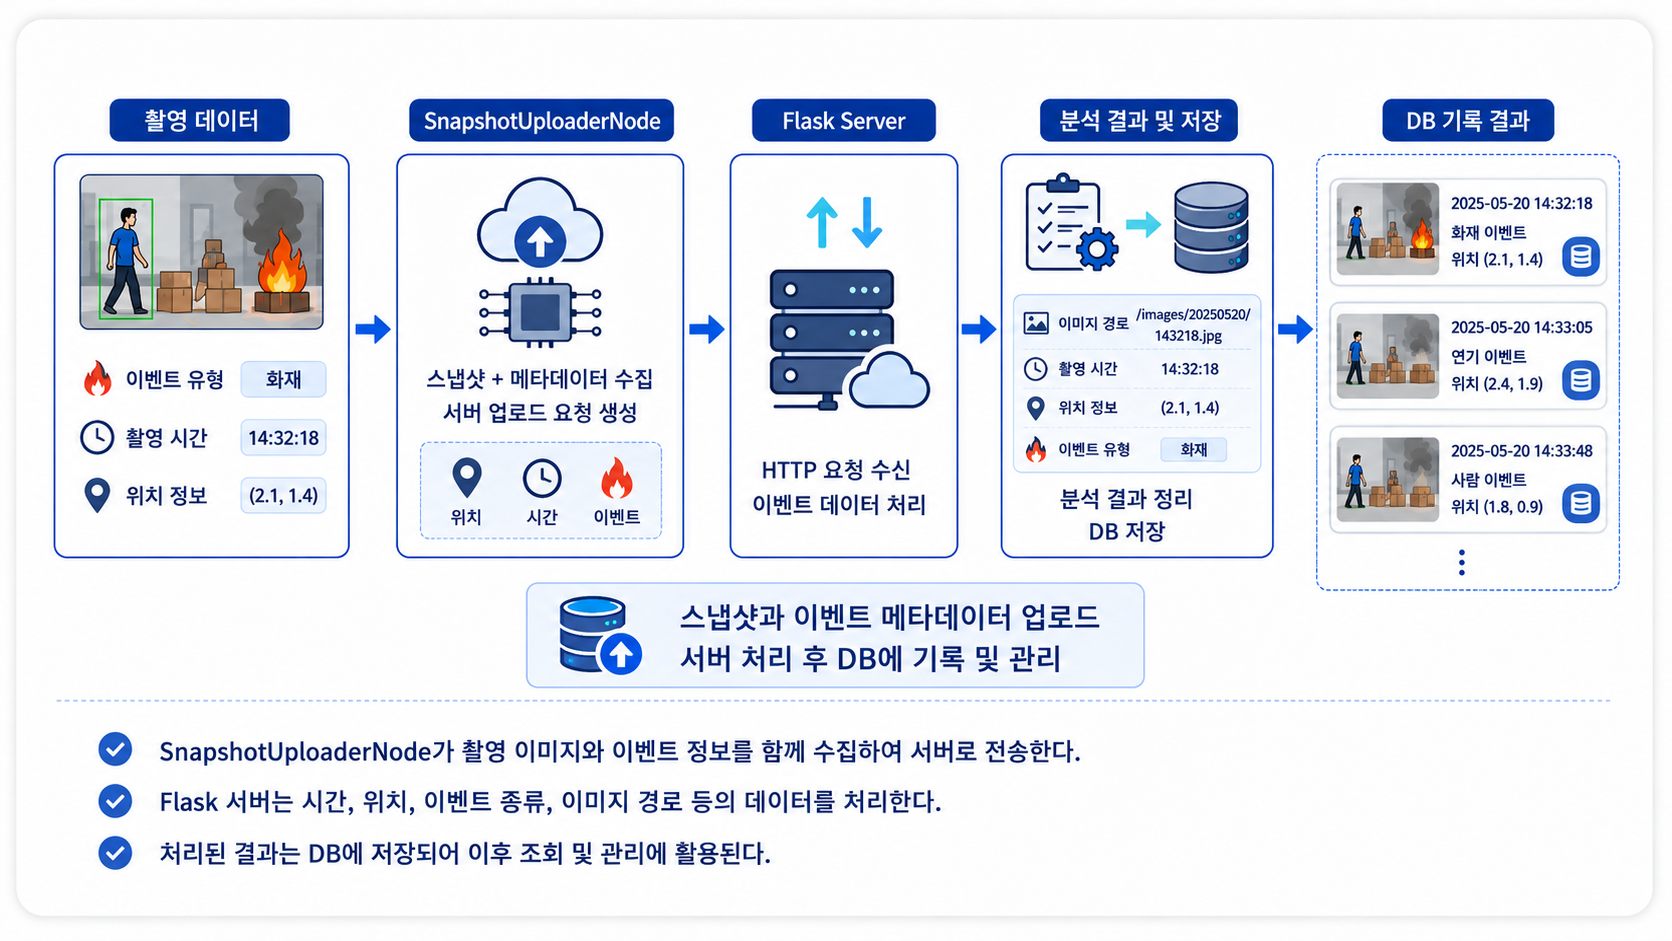 촬영 데이터
이벤트 유형 화재
촬영 시간 14:32:18
위치 정보 (2.1, 1.4)
SnapshotUploaderNode
스냅샷 + 메타데이터 수집
서버 업로드 요청 생성
위치 시간 이벤트
Flask Server
HTTP 요청 수신
이벤트 데이터 처리
분석 결과 및 저장
이미지 경로 /images/20250520/
143218.jpg
촬영 시간 14:32:18
위치 정보 (2.1, 1.4)
이벤트 유형 화재
분석 결과 정리
DB 저장
DB 기록 결과
2025-05-20 14:32:18
화재 이벤트
위치 (2.1, 1.4)
2025-05-20 14:33:05
연기 이벤트
위치 (2.4, 1.9)
2025-05-20 14:33:48
사람 이벤트
위치 (1.8, 0.9)
스냅샷과 이벤트 메타데이터 업로드
서버 처리 후 DB에 기록 및 관리
SnapshotUploaderNode가 촬영 이미지와 이벤트 정보를 함께 수집하여 서버로 전송한다.
Flask 서버는 시간, 위치, 이벤트 종류, 이미지 경로 등의 데이터를 처리한다.
처리된 결과는 DB에 저장되어 이후 조회 및 관리에 활용된다.